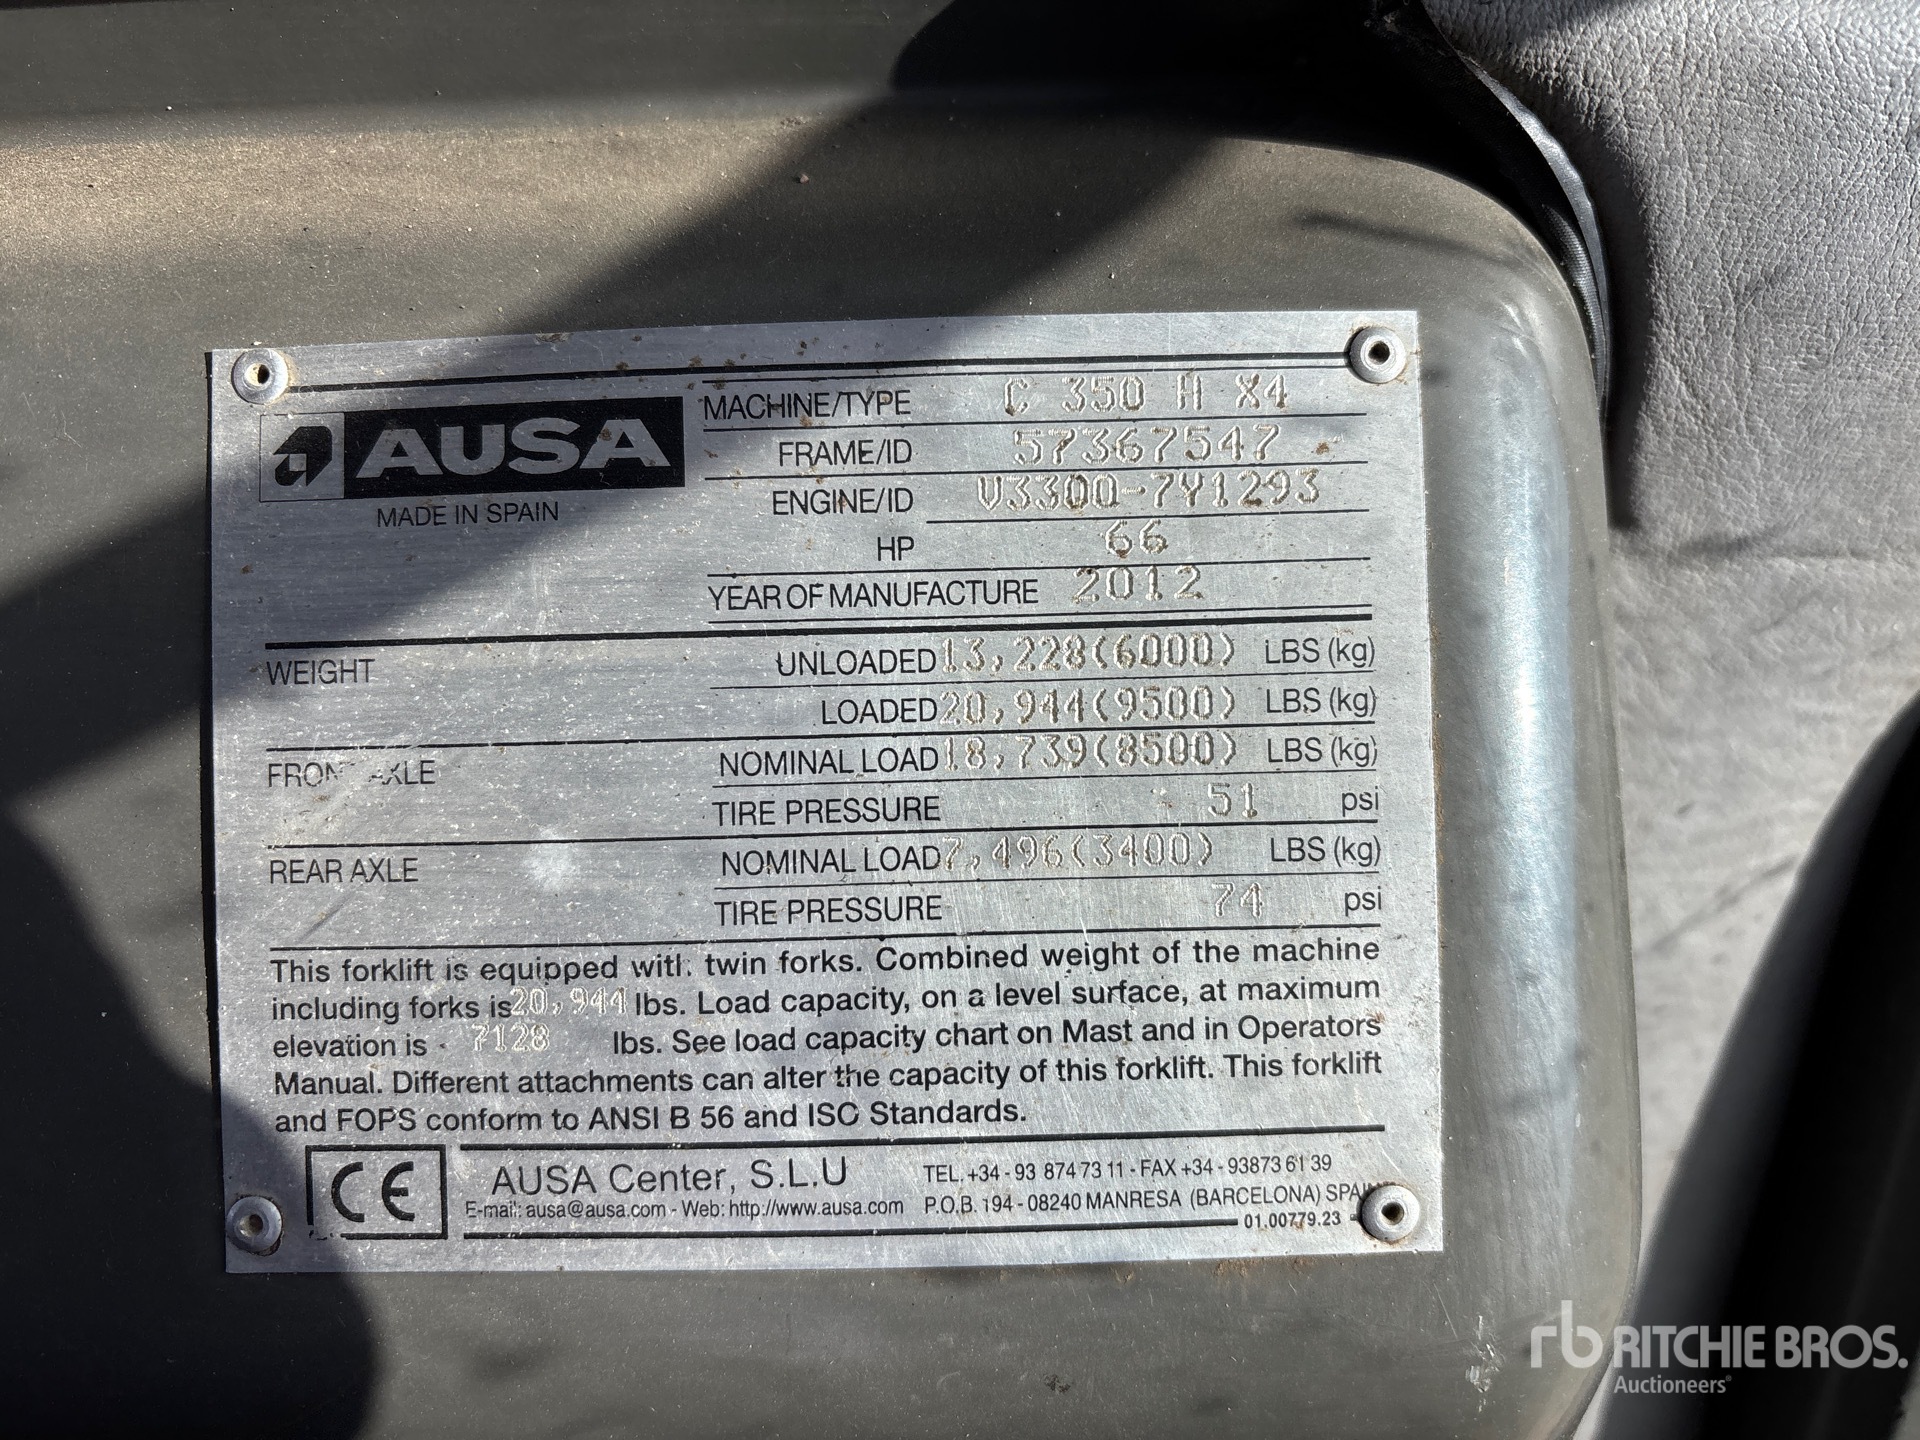 AUSA
MADE IN SPAIN
MACHINE/TYPE C 350 H X4
FRAME/ID 57367547
ENGINE/ID V3300-7Y1293
HP 66
YEAR OF MANUFACTURE 2012
WEIGHT UNLOADED 13,228(6000) LBS (kg)
LOADED 20,944(9500) LBS (kg)
FRONT AXLE NOMINAL LOAD 18,739(8500) LBS (kg)
TIRE PRESSURE 51 psi
REAR AXLE NOMINAL LOAD 7,496(3400) LBS (kg)
TIRE PRESSURE 74 psi
This forklift is equipped with twin forks. Combined weight of the machine
including forks is 20,944 lbs. Load capacity, on a level surface, at maximum
elevation is 7128 lbs. See load capacity chart on Mast and in Operators
Manual. Different attachments can alter the capacity of this forklift. This forklift
and FOPS conform to ANSI B 56 and ISO Standards.
CE
AUSA Center, S.L.U
E-mail: ausa@ausa.com - Web: http://www.ausa.com
TEL. +34 - 93 874 73 11 - FAX +34 - 93873 61 39
P.O.B. 194 - 08240 MANRESA (BARCELONA) SPAIN
01.00779.23
rb RITCHIE BROS.
Auctioneers